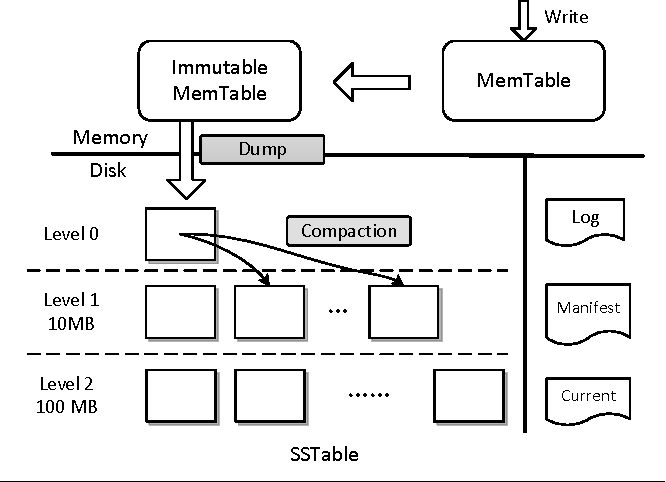 Write
Immutable
MemTable
MemTable
Memory
Dump
Disk
Level 0
Compaction
Log
Level 1
10MB
...
Manifest
Level 2
100 MB
......
Current
SSTable